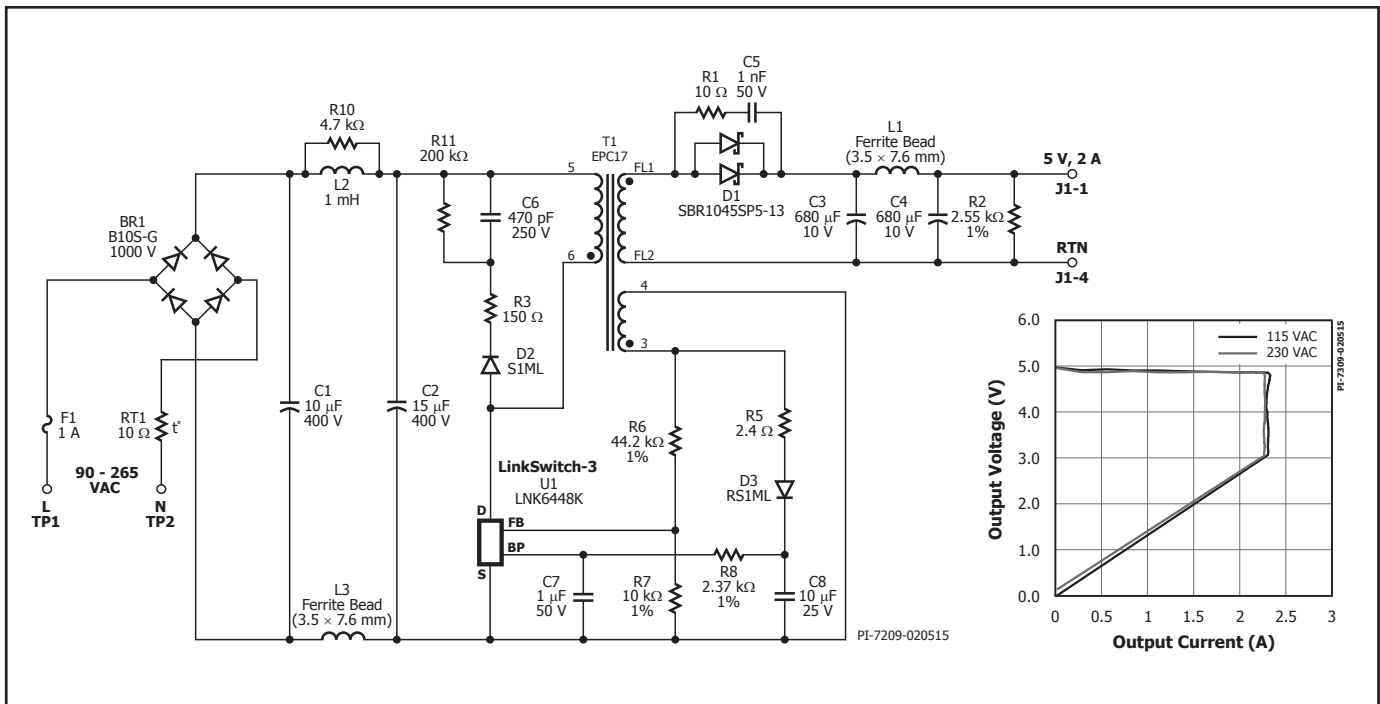 R10
4.7 kΩ
L2
1 mH
R11
200 kΩ
C6
470 pF
250 V
BR1
B10S-G
1000 V
R3
150 Ω
D2
S1ML
C1
10 µF
400 V
C2
15 µF
400 V
F1
1 A
RT1
10 Ω
t°
90 - 265
VAC
L
TP1
N
TP2
L3
Ferrite Bead
(3.5 × 7.6 mm)
T1
EPC17
5
6
FL1
FL2
4
3
R1
10 Ω
C5
1 nF
50 V
D1
SBR1045SP5-13
L1
Ferrite Bead
(3.5 × 7.6 mm)
C3
680 µF
10 V
C4
680 µF
10 V
R2
2.55 kΩ
1%
5 V, 2 A
J1-1
RTN
J1-4
LinkSwitch-3
U1
LNK6448K
D
FB
BP
S
R6
44.2 kΩ
1%
R5
2.4 Ω
D3
RS1ML
C7
1 µF
50 V
R7
10 kΩ
1%
R8
2.37 kΩ
1%
C8
10 µF
25 V
PI-7209-020515
6.0
5.0
4.0
3.0
2.0
1.0
0.0
Output Voltage (V)
115 VAC
230 VAC
PI-7309-020515
0 0.5 1 1.5 2 2.5 3
Output Current (A)